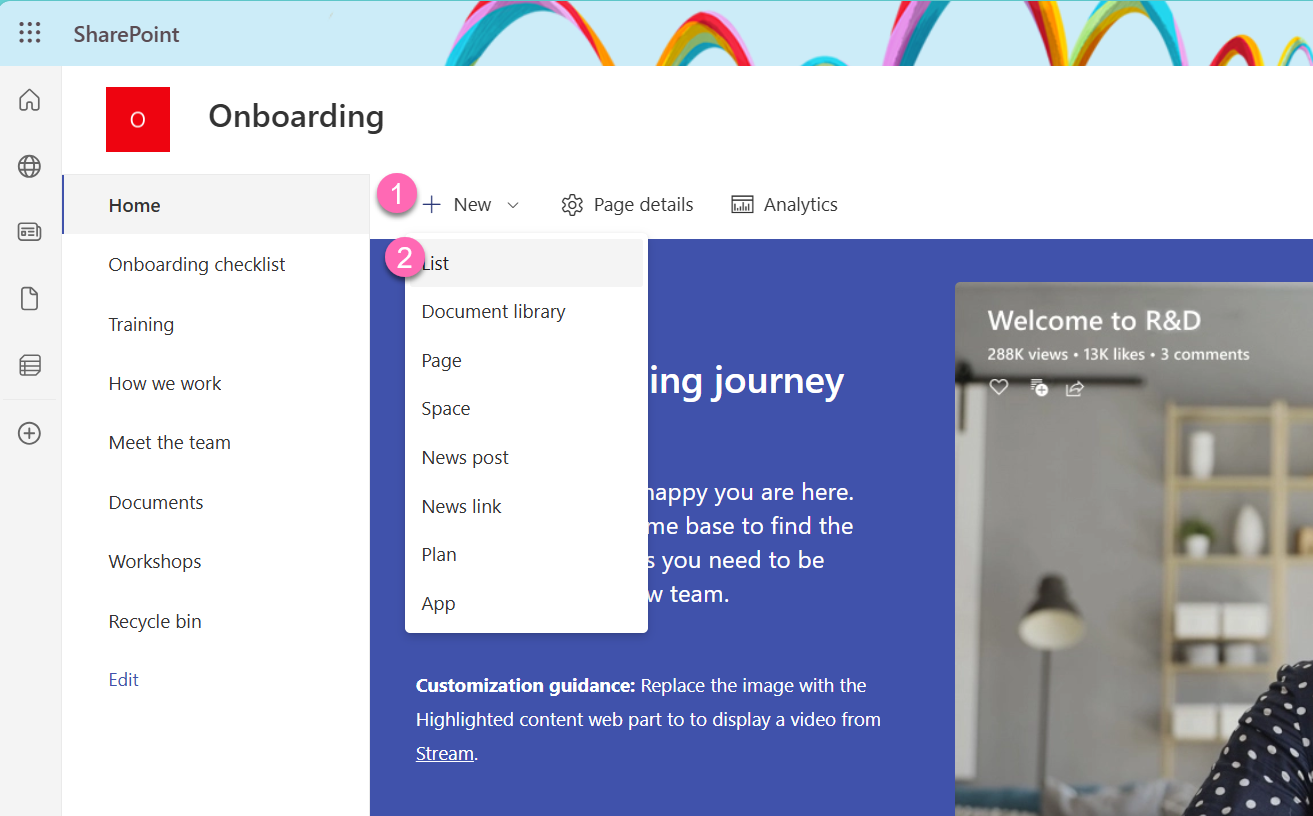 SharePoint
O
Onboarding
Home
Onboarding checklist
Training
How we work
Meet the team
Documents
Workshops
Recycle bin
Edit
1
New
Page details
Analytics
2
List
Document library
Page
Space
News post
News link
Plan
App
ing journey
happy you are here.
me base to find the
s you need to be
w team.
Customization guidance: Replace the image with the
Highlighted content web part to to display a video from
Stream.
Welcome to R&D
288K views • 13K likes • 3 comments